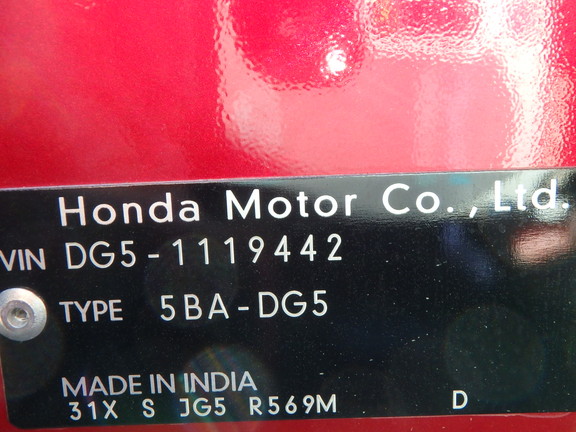 Honda Motor Co., Ltd.
VIN DG5-1119442
TYPE 5BA-DG5
MADE IN INDIA
31X S JG5 R569M D